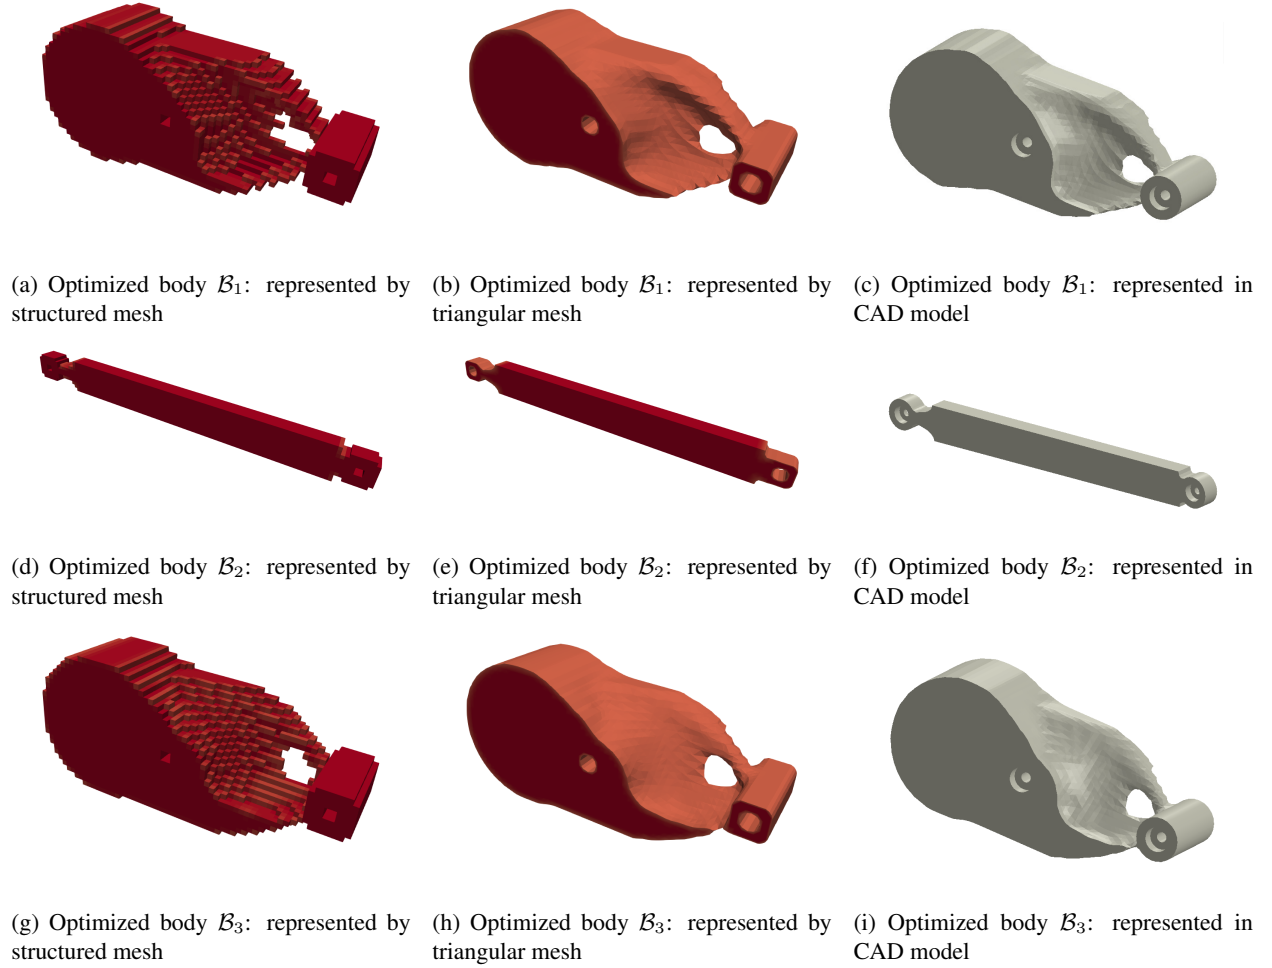 (a) Optimized body ℬ₁: represented by
structured mesh
(b) Optimized body ℬ₁: represented by
triangular mesh
(c) Optimized body ℬ₁: represented in
CAD model
(d) Optimized body ℬ₂: represented by
structured mesh
(e) Optimized body ℬ₂: represented by
triangular mesh
(f) Optimized body ℬ₂: represented in
CAD model
(g) Optimized body ℬ₃: represented by
structured mesh
(h) Optimized body ℬ₃: represented by
triangular mesh
(i) Optimized body ℬ₃: represented in
CAD model